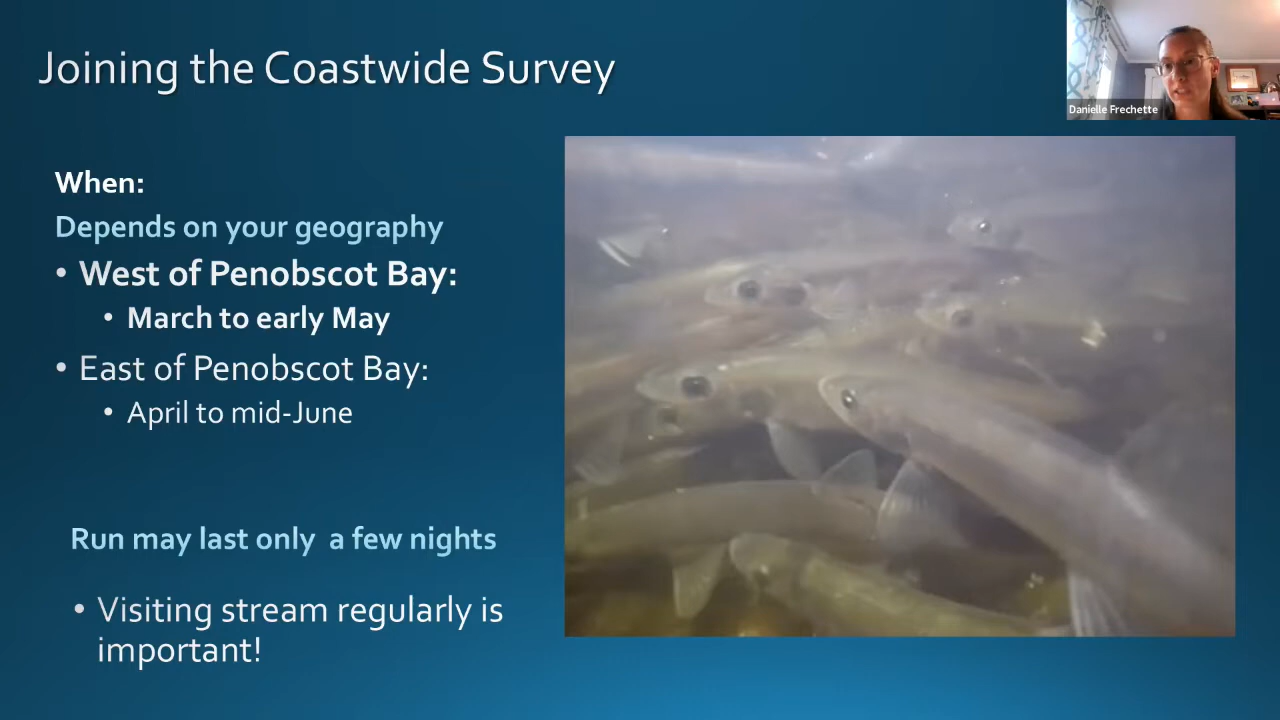 Joining the Coastwide Survey
Danielle Frechette
When:
Depends on your geography
• West of Penobscot Bay:
• March to early May
• East of Penobscot Bay:
• April to mid-June
Run may last only  a few nights
• Visiting stream regularly is
important!